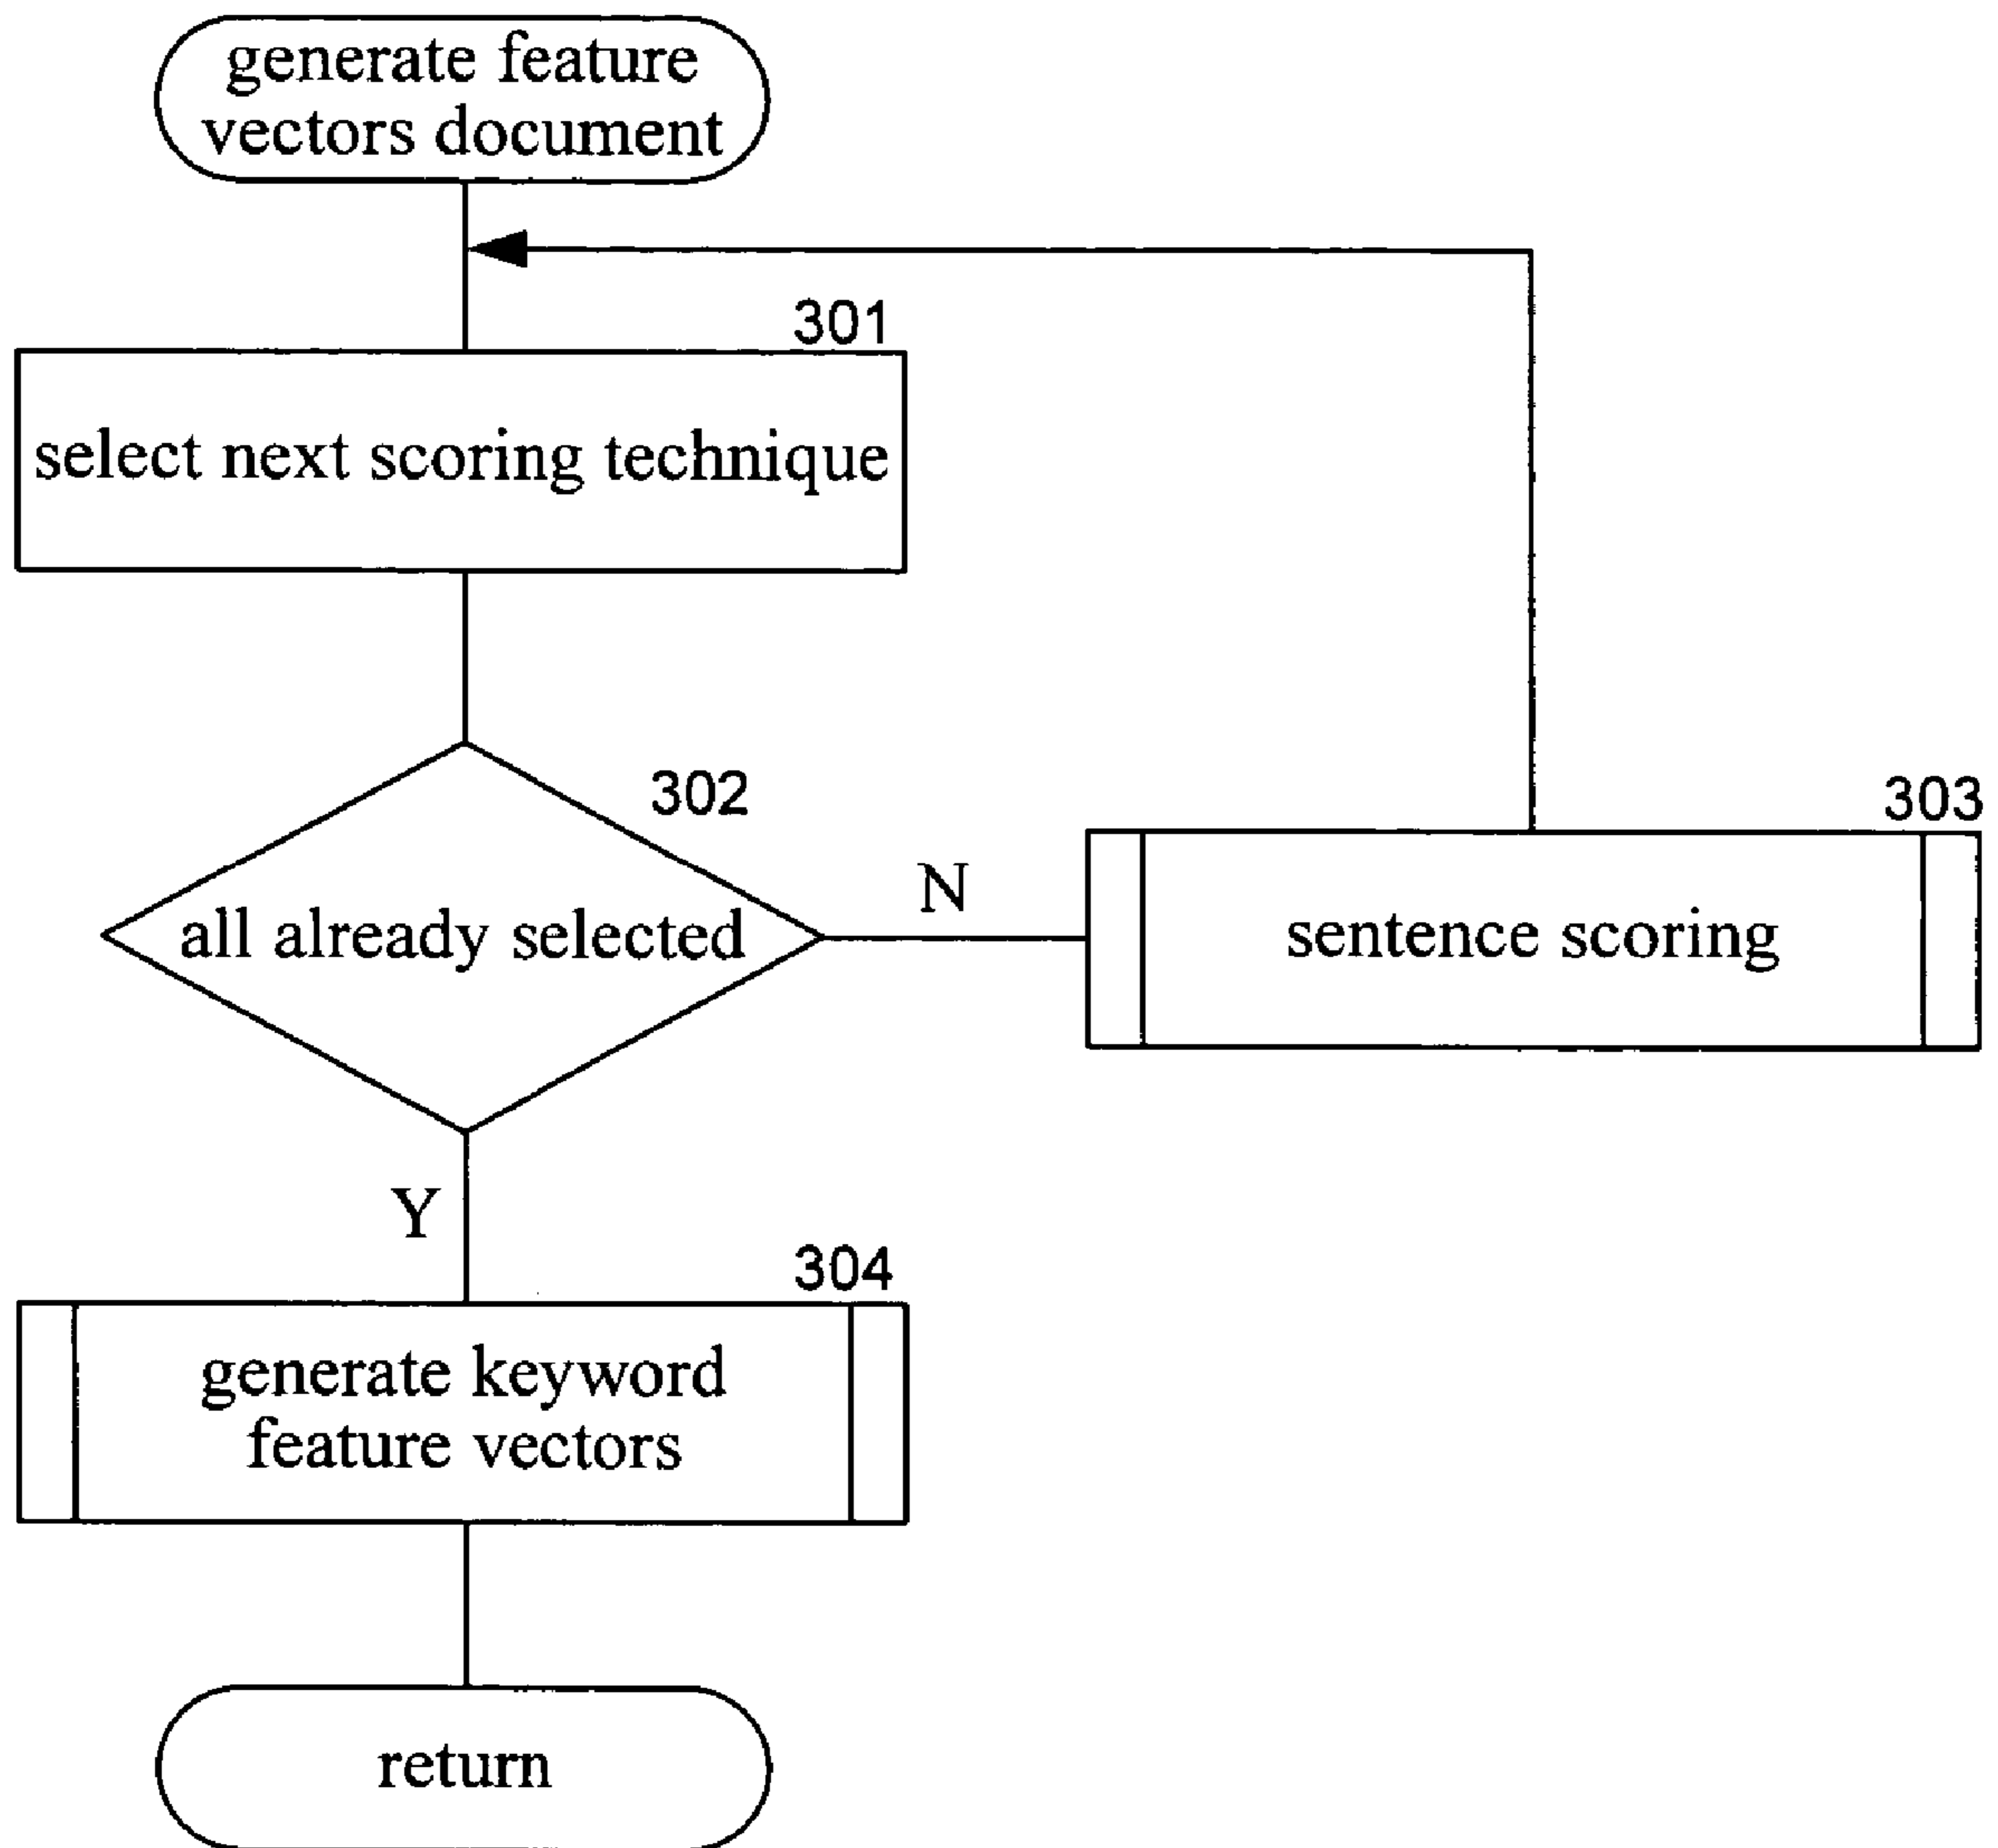 generate feature
vectors document
301
select next scoring technique
302
all already selected
N
303
sentence scoring
Y
304
generate keyword
feature vectors
return